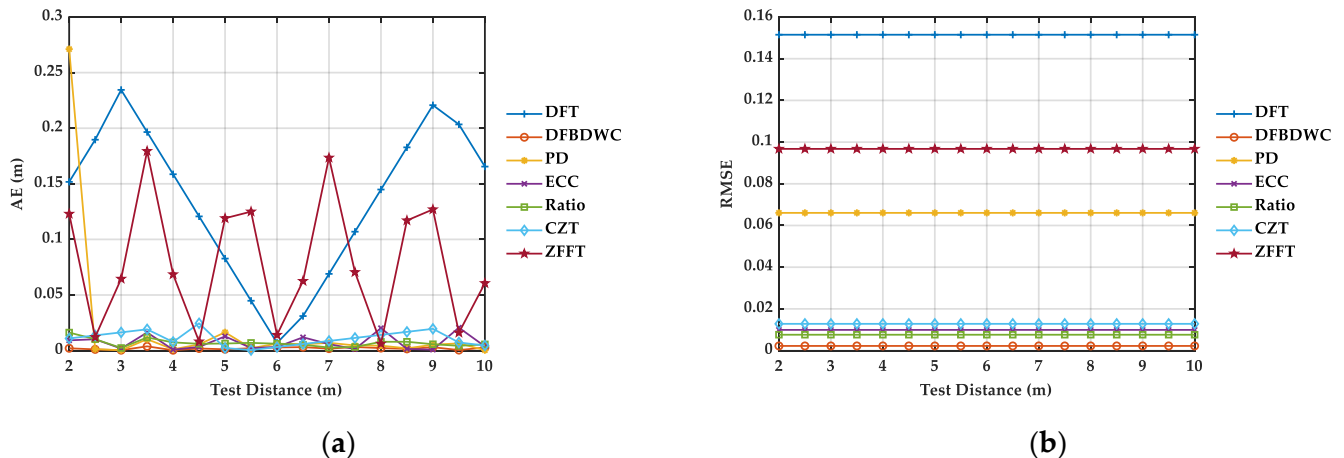 0.3
0.25
0.2
0.15
0.1
0.05
0
AE (m)
2 3 4 5 6 7 8 9 10
Test Distance (m)
DFT
DFBDWC
PD
ECC
Ratio
CZT
ZFFT
(a)
0.16
0.14
0.12
0.1
0.08
0.06
0.04
0.02
0
RMSE
2 3 4 5 6 7 8 9 10
Test Distance (m)
DFT
DFBDWC
PD
ECC
Ratio
CZT
ZFFT
(b)